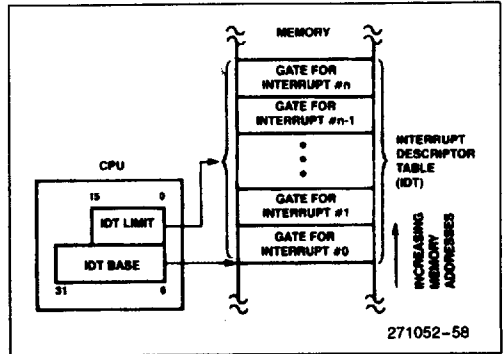 MEMORY
GATE FOR
INTERRUPT #n
GATE FOR
INTERRUPT #n-1
GATE FOR
INTERRUPT #1
GATE FOR
INTERRUPT #0
CPU
15 0
IDT LIMIT
IDT BASE
31 0
INTERRUPT
DESCRIPTOR
TABLE
(IDT)
INCREASING
MEMORY
ADDRESSES
271052-58